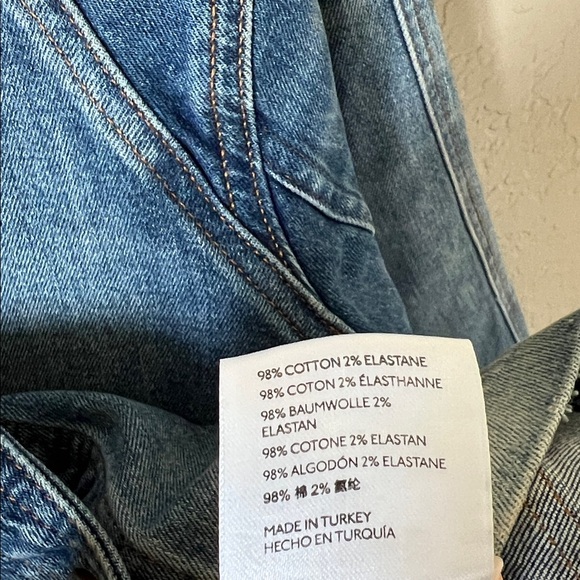 98% COTTON 2% ELASTANE
98% COTON 2% ÉLASTHANNE
98% BAUMWOLLE 2%
ELASTAN
98% COTONE 2% ELASTAN
98% ALGODÓN 2% ELASTANE
98% 棉 2% 氨纶
MADE IN TURKEY
HECHO EN TURQUÍA